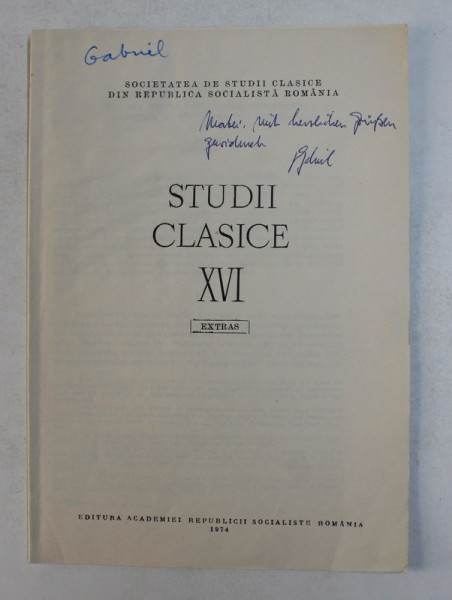 Gabriel
SOCIETATEA DE STUDII CLASICE
DIN REPUBLICA SOCIALISTĂ ROMÂNIA
mit herzlichen Grüßen
STUDII
CLASICE
XVI
EXTRAS
EDITURA ACADEMIEI REPUBLICII SOCIALISTE ROMÂNIA
1974